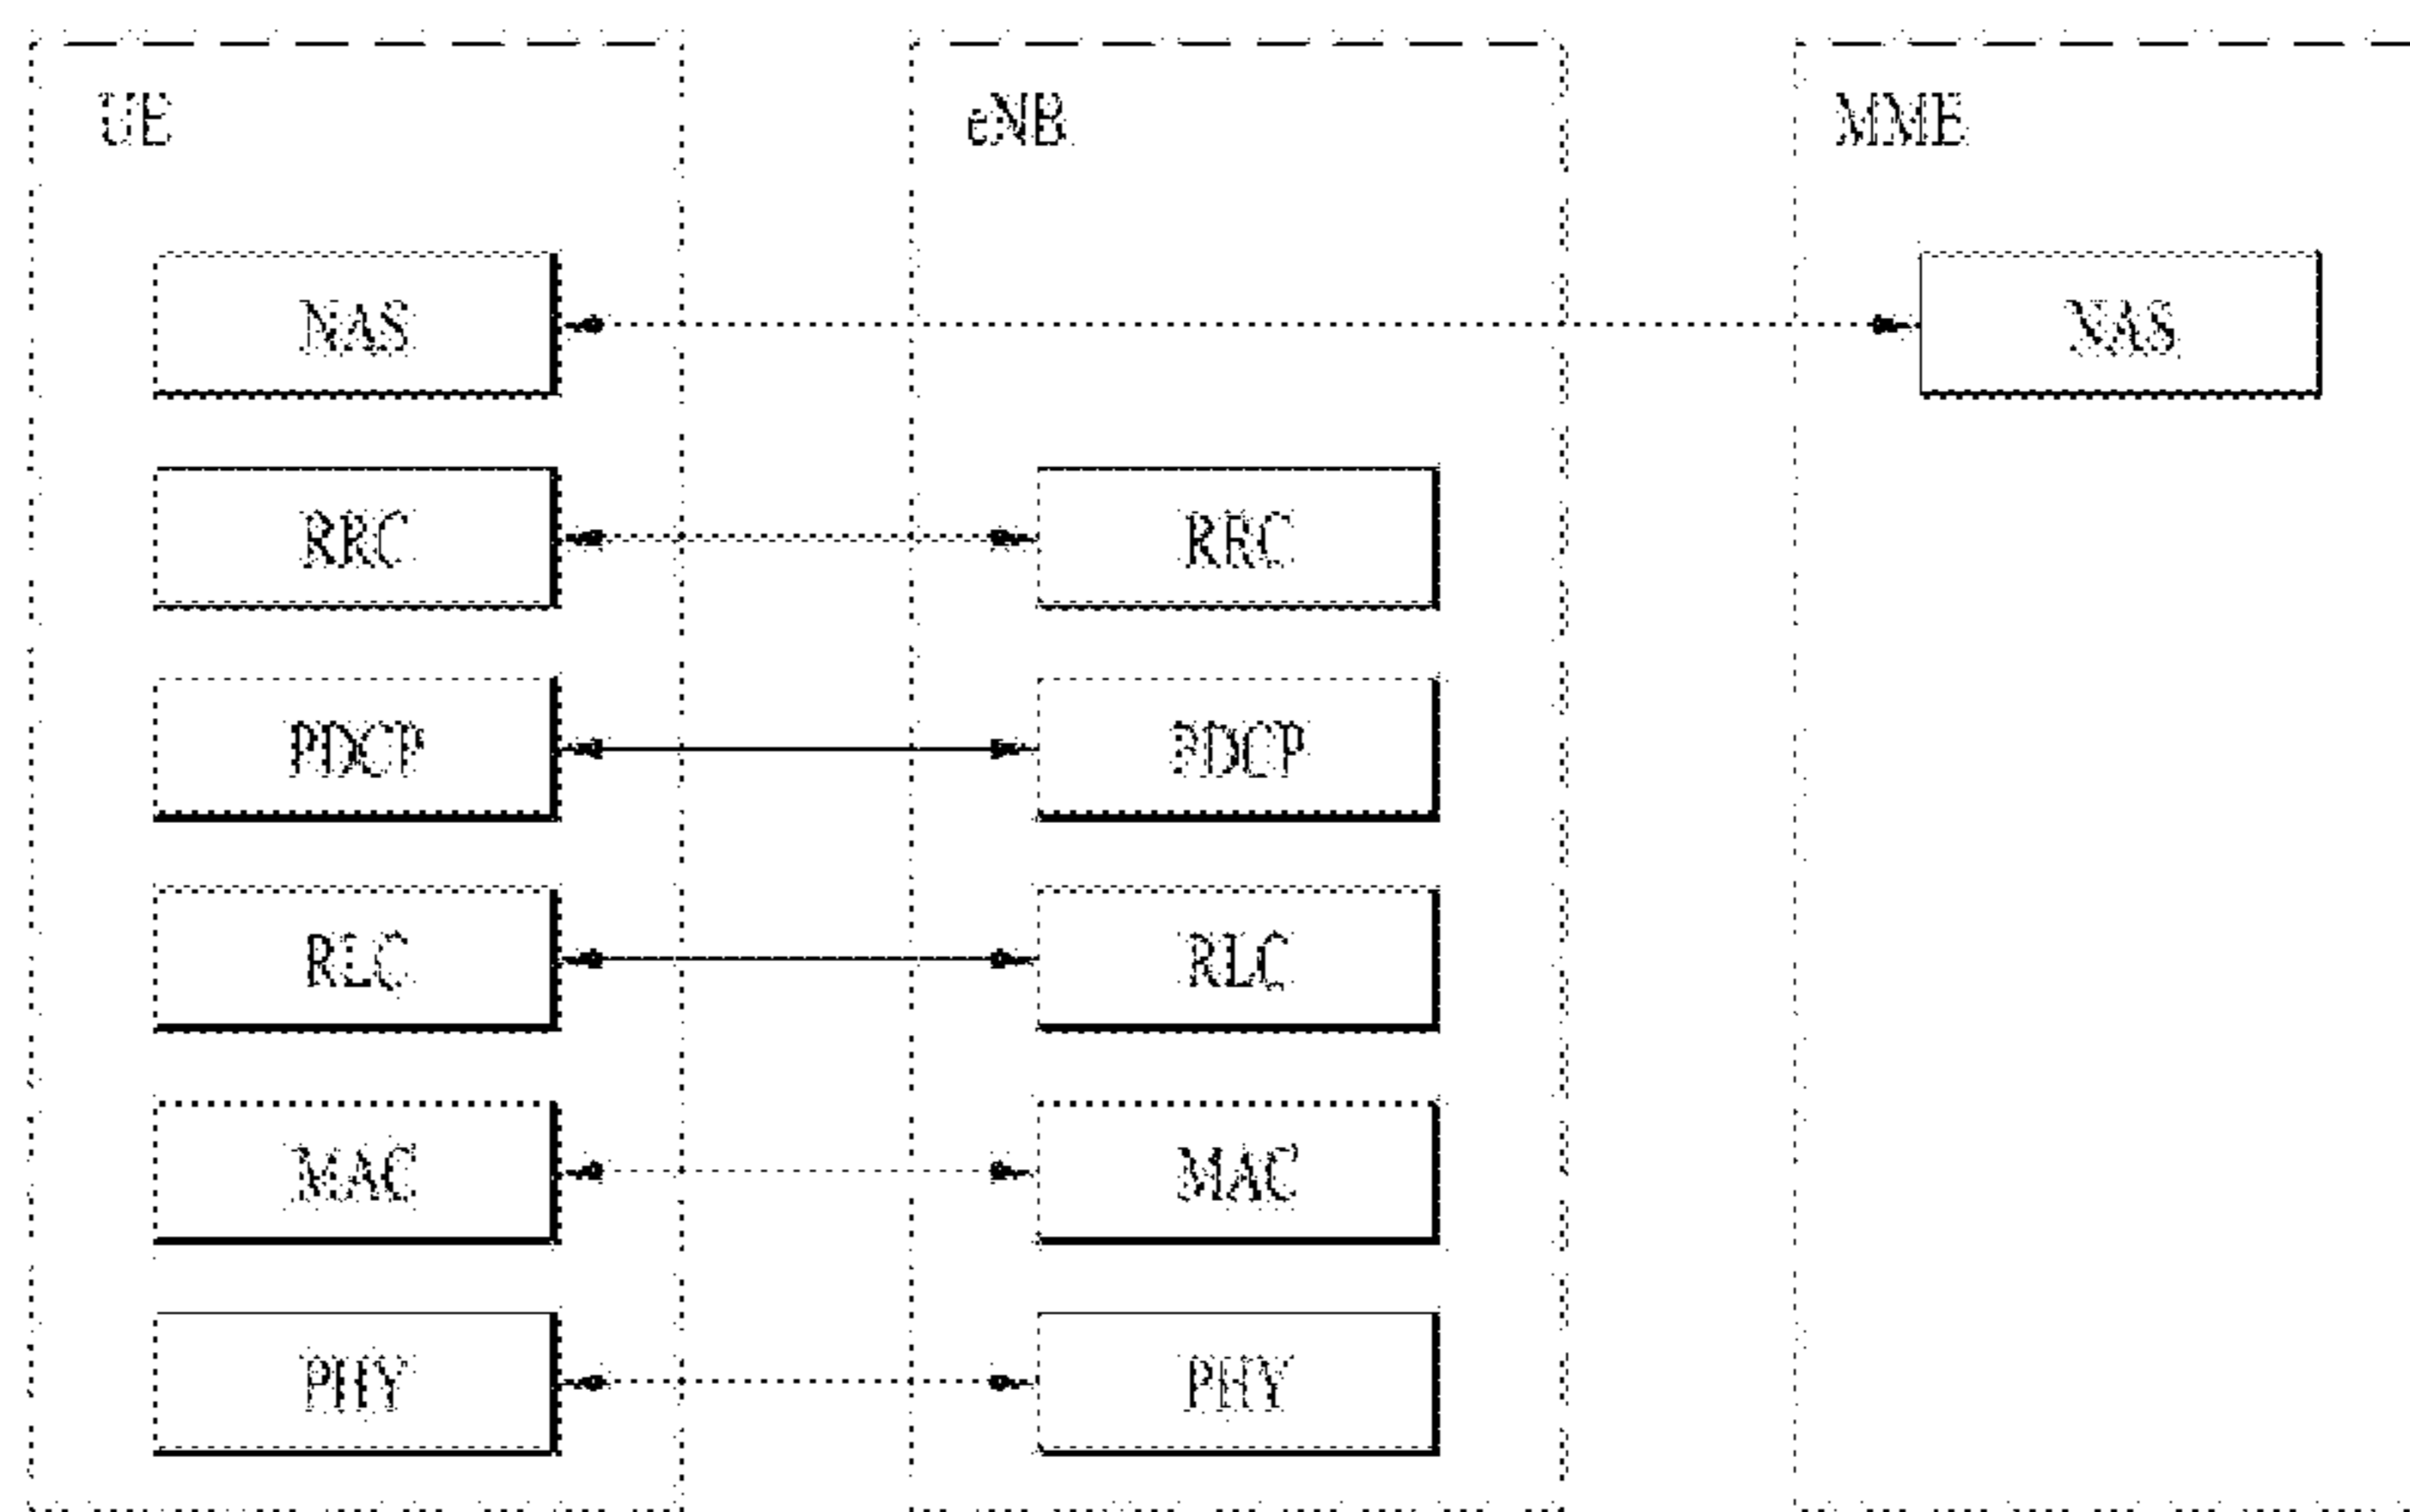 UE
eNB
MME
NAS
NAS
RRC
RRC
PDCP
PDCP
RLC
RLC
MAC
MAC
PHY
PHY